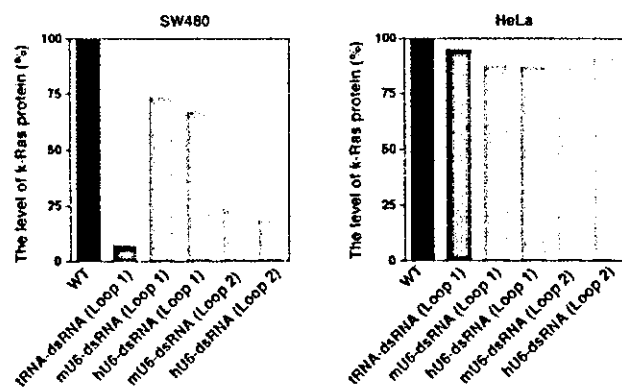 SW480
The level of k-Ras protein (%)
100
75
50
25
0
WT
tRNA-dsRNA (Loop 1)
mU6-dsRNA (Loop 1)
hU6-dsRNA (Loop 1)
mU6-dsRNA (Loop 2)
hU6-dsRNA (Loop 2)
HeLa
The level of k-Ras protein (%)
100
75
50
25
0
WT
tRNA-dsRNA (Loop 1)
mU6-dsRNA (Loop 1)
hU6-dsRNA (Loop 1)
mU6-dsRNA (Loop 2)
hU6-dsRNA (Loop 2)